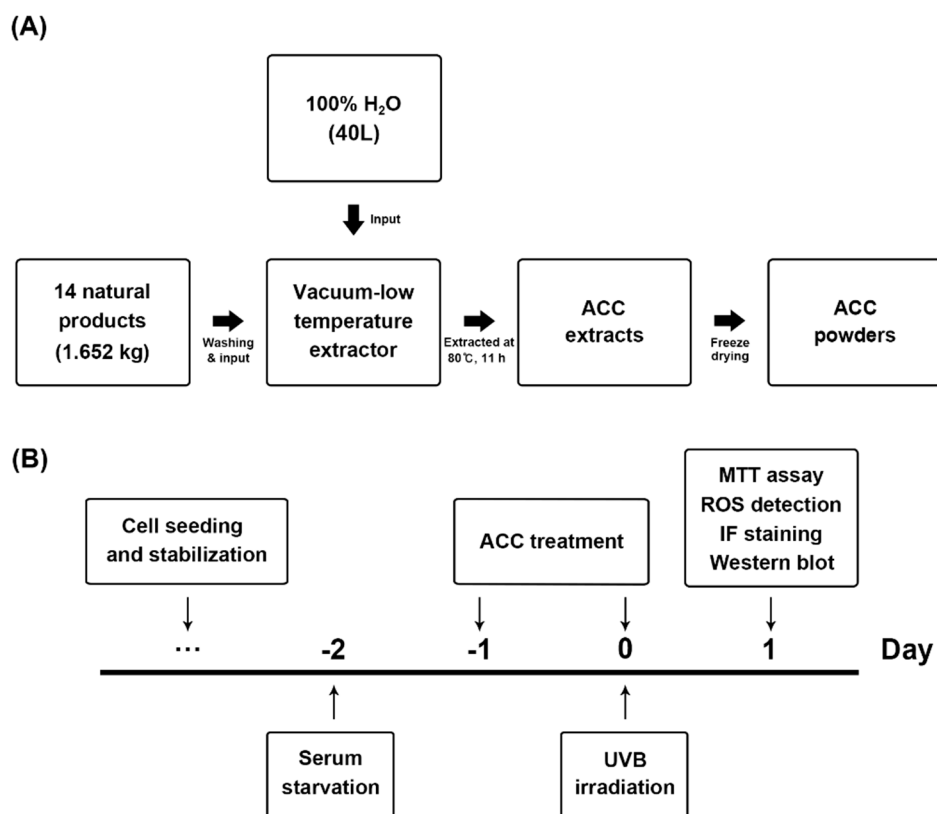 (A)
100% H₂O
(40L)
Input
14 natural
products
(1.652 kg)
Washing
& input
Vacuum-low
temperature
extractor
Extracted at
80℃, 11 h
ACC
extracts
Freeze
drying
ACC
powders
(B)
Cell seeding
and stabilization
ACC treatment
MTT assay
ROS detection
IF staining
Western blot
... -2 -1 0 1 Day
Serum
starvation
UVB
irradiation